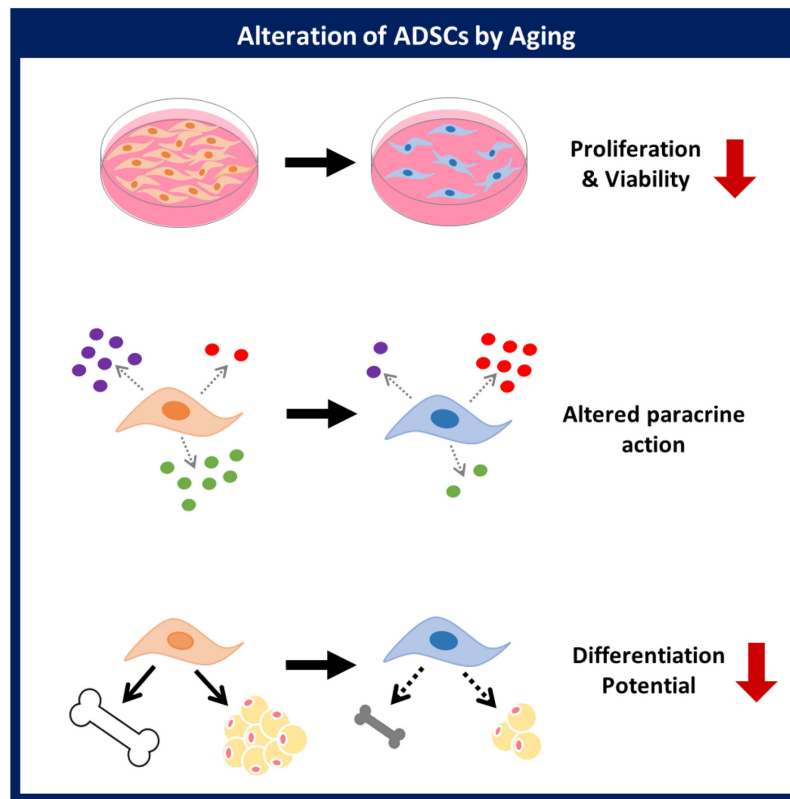 Alteration of ADSCs by Aging
Proliferation
& Viability
Altered paracrine
action
Differentiation
Potential